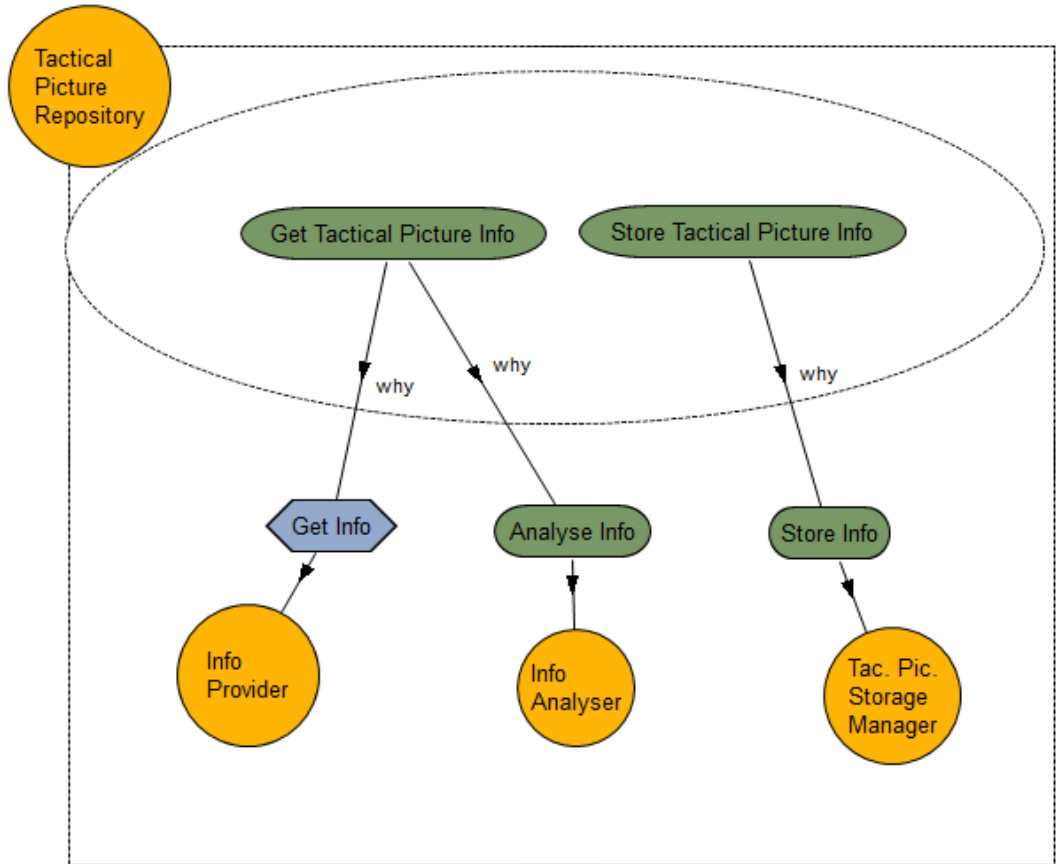 Tactical
Picture
Repository
Get Tactical Picture Info
Store Tactical Picture Info
why
why
why
Get Info
Analyse Info
Store Info
Info
Provider
Info
Analyser
Tac. Pic.
Storage
Manager